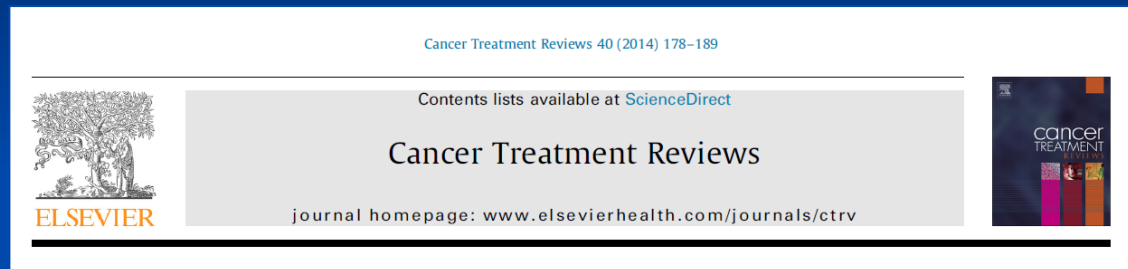 Cancer Treatment Reviews 40 (2014) 178–189
Contents lists available at ScienceDirect
Cancer Treatment Reviews
journal homepage: www.elsevierhealth.com/journals/ctrv
ELSEVIER
cancer
TREATMENT
REVIEWS